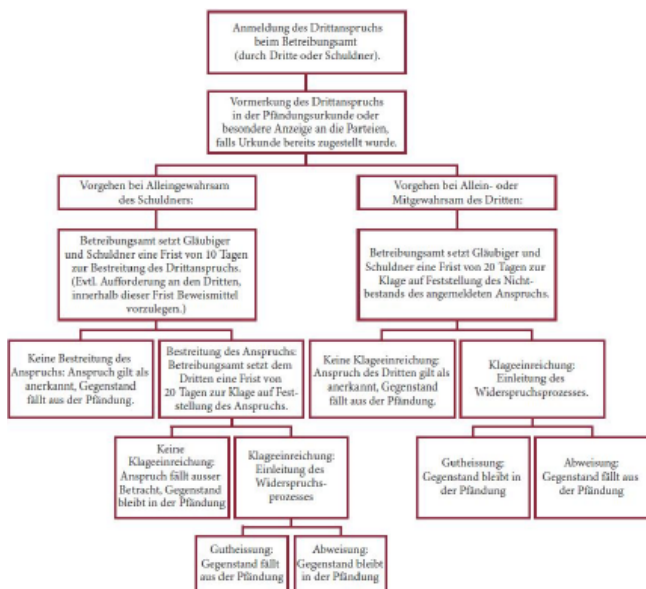 Anmeldung des Drittanspruchs
beim Betreibungsamt
(durch Dritte oder Schuldner).
Vormerkung des Drittanspruchs
in der Pfändungsurkunde oder
besondere Anzeige an die Parteien,
falls Urkunde bereits zugestellt wurde.
Vorgehen bei Alleingewahrsam
des Schuldners:
Vorgehen bei Allein- oder
Mitgewahrsam des Dritten:
Betreibungsamt setzt Gläubiger
und Schuldner eine Frist von 10 Tagen
zur Bestreitung des Drittanspruchs.
(Evtl. Aufforderung an den Dritten,
innerhalb dieser Frist Beweismittel
vorzulegen.)
Betreibungsamt setzt Gläubiger und
Schuldner eine Frist von 20 Tagen zur
Klage auf Feststellung des Nicht-
bestands des angemeldeten Anspruchs.
Keine Bestreitung des
Anspruchs: Anspruch gilt als
anerkannt, Gegenstand
fällt aus der Pfändung.
Bestreitung des Anspruchs:
Betreibungsamt setzt dem
Dritten eine Frist von
20 Tagen zur Klage auf Fest-
stellung des Anspruchs.
Keine Klageeinreichung:
Anspruch des Dritten gilt als
anerkannt, Gegenstand
fällt aus der Pfändung.
Klageeinreichung:
Einleitung des
Widerspruchsprozesses.
Keine
Klageeinreichung:
Anspruch fällt ausser
Betracht, Gegenstand
bleibt in der Pfändung
Klageeinreichung:
Einleitung des
Widerspruchs-
prozesses
Gutheissung:
Gegenstand bleibt in
der Pfändung
Abweisung:
Gegenstand fällt aus
der Pfändung
Gutheissung:
Gegenstand fällt
aus der Pfändung
Abweisung:
Gegenstand bleibt
in der Pfändung